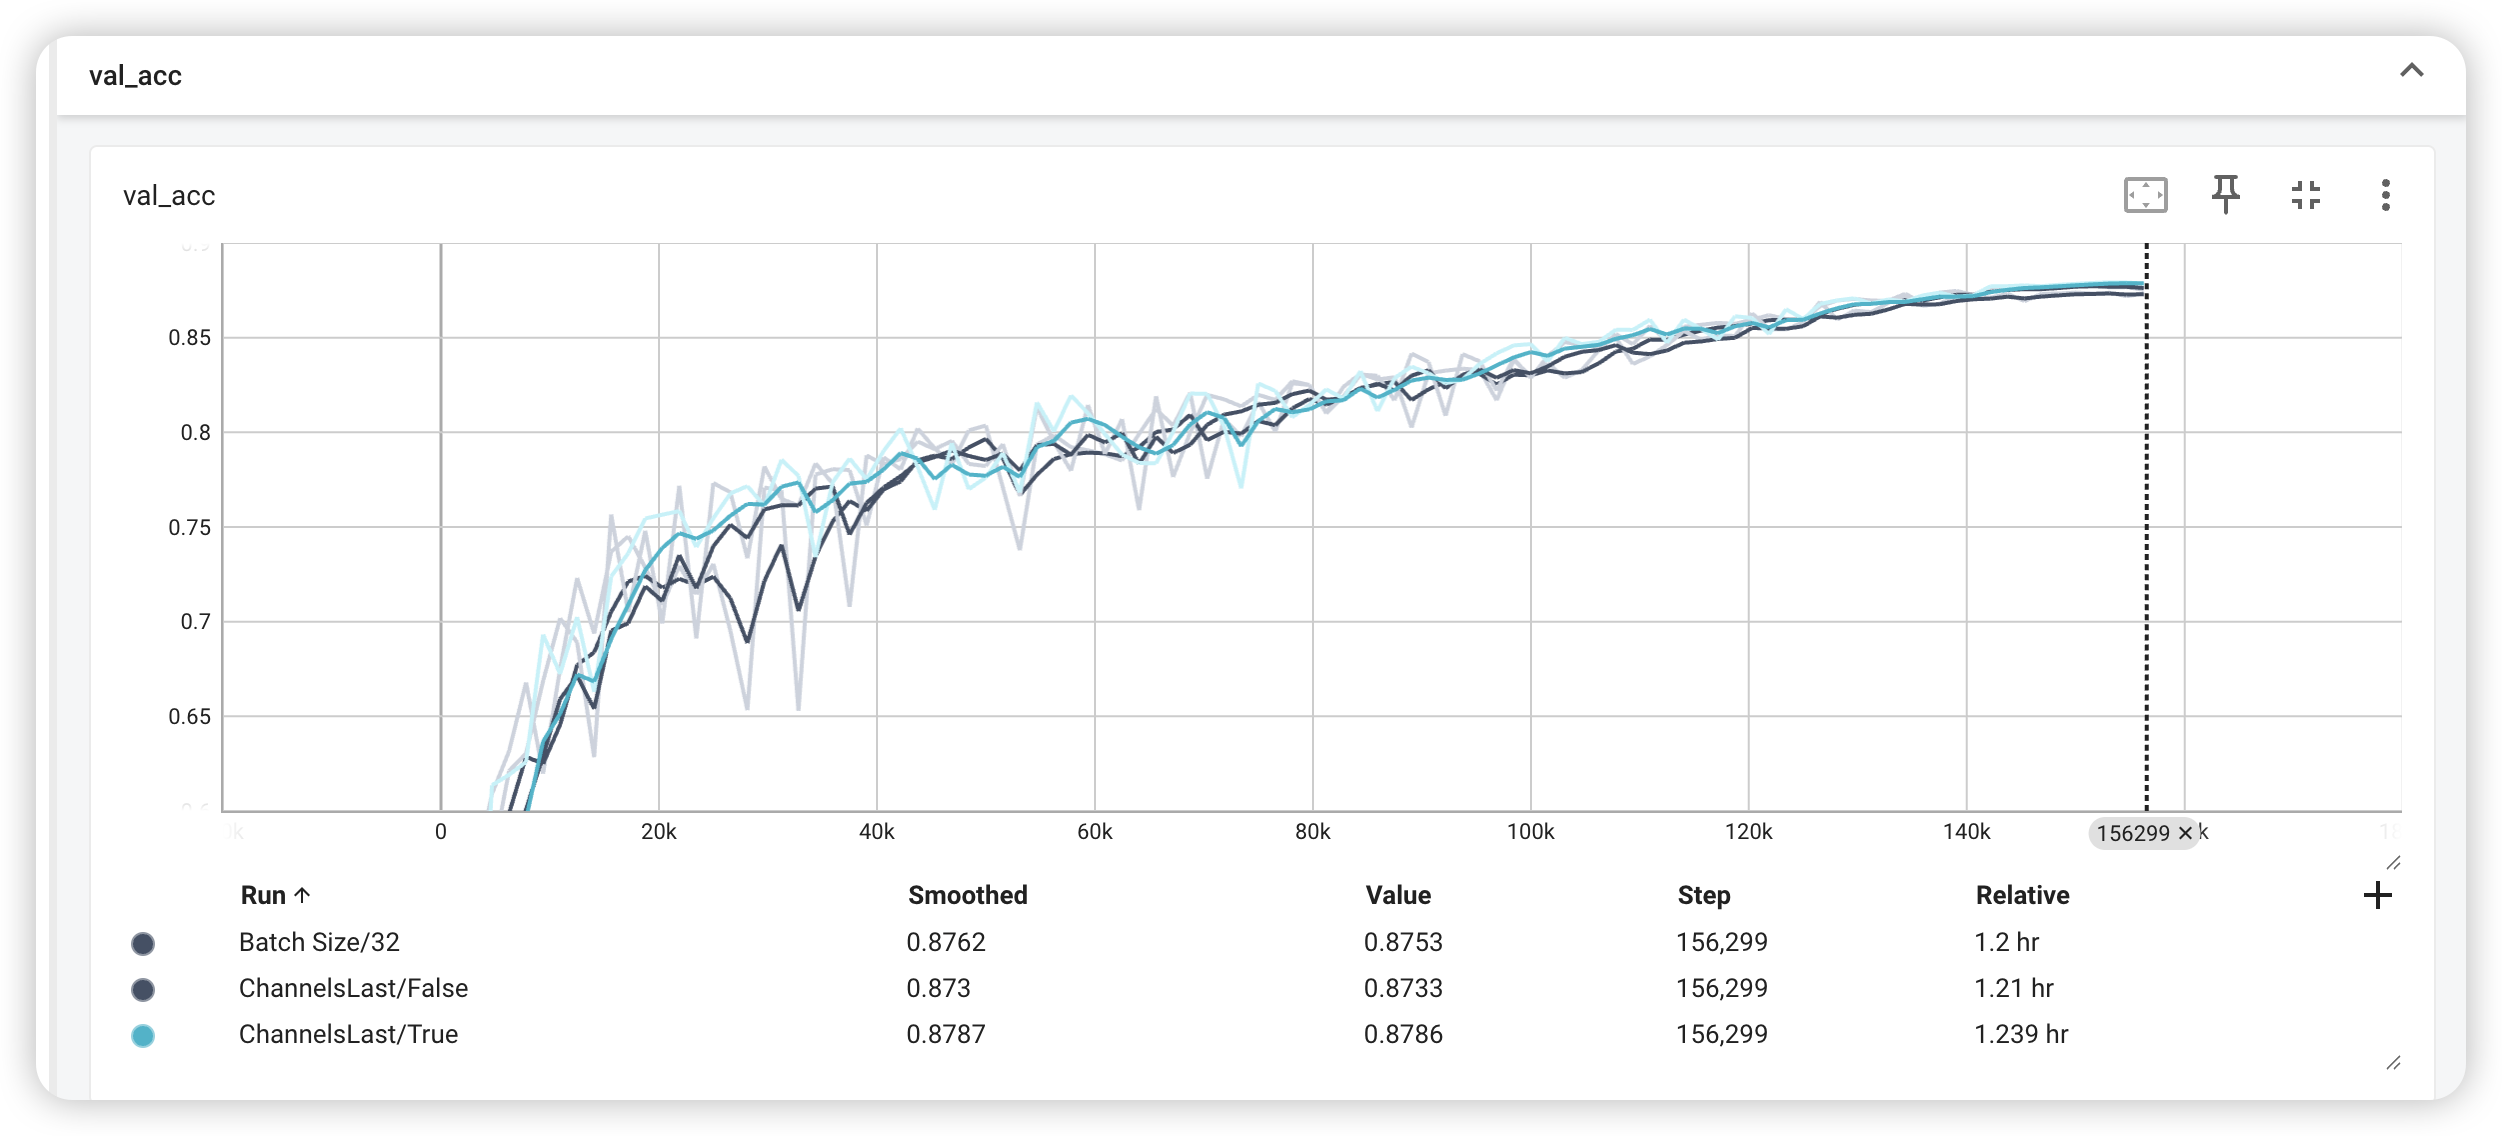 val_acc
val_acc
0.85
0.8
0.75
0.7
0.65
0 20k 40k 60k 80k 100k 120k 140k 156299 × k
Run ↑ Smoothed Value Step Relative +
Batch Size/32 0.8762 0.8753 156,299 1.2 hr
ChannelsLast/False 0.873 0.8733 156,299 1.21 hr
ChannelsLast/True 0.8787 0.8786 156,299 1.239 hr